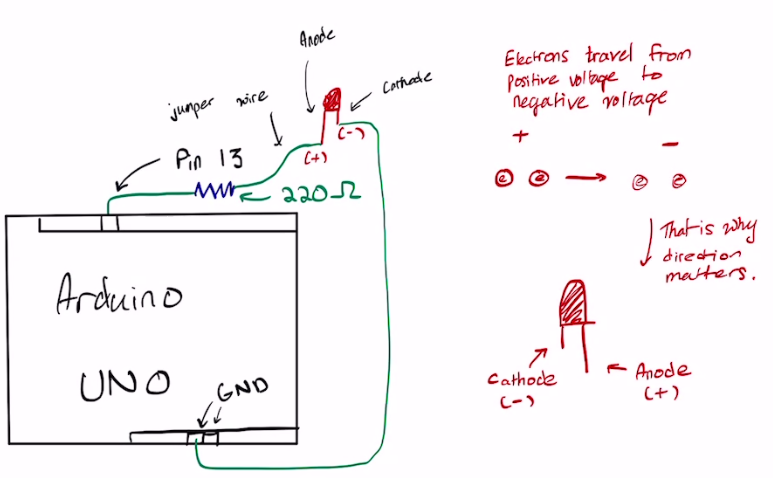 Anode
Cathode
jumper wire
(-)
(+)
Pin 13
220Ω
Arduino
UNO
GND
Electrons travel from
positive voltage to
negative voltage
+ -
e e e e
That is why
direction
matters.
Cathode
(-)
Anode
(+)